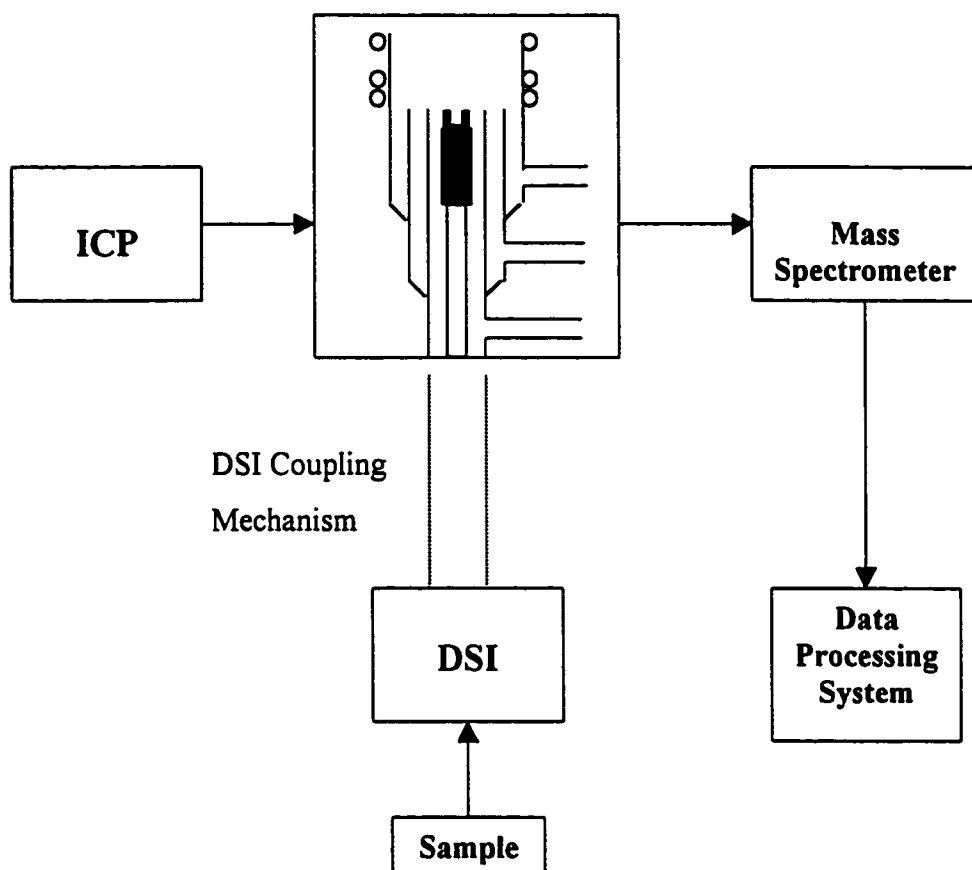 ICP
Mass
Spectrometer
DSI Coupling
Mechanism
DSI
Data
Processing
System
Sample